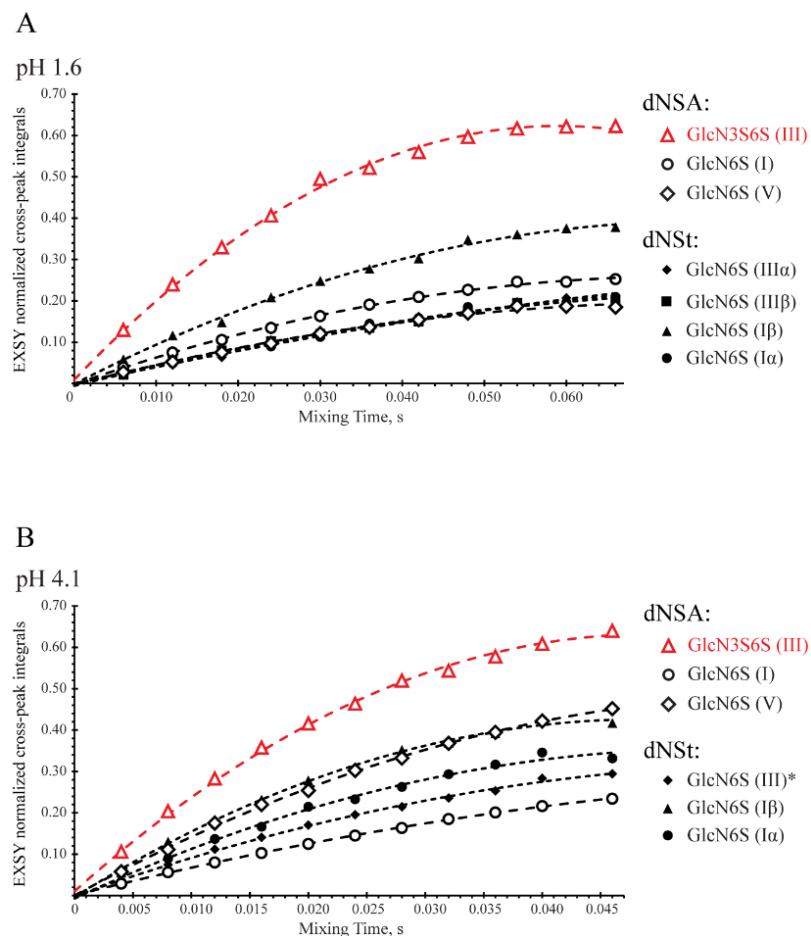 A
pH 1.6
EXSY normalized cross-peak integrals
0.70
0.60
0.50
0.40
0.30
0.20
0.10
0
0.010
0.020
0.030
0.040
0.050
0.060
Mixing Time, s
dNSA:
GlcN3S6S (III)
GlcN6S (I)
GlcN6S (V)
dNSt:
GlcN6S (IIIα)
GlcN6S (IIIβ)
GlcN6S (Iβ)
GlcN6S (Iα)
B
pH 4.1
EXSY normalized cross-peak integrals
0.70
0.60
0.50
0.40
0.30
0.20
0.10
0.00
0.005
0.010
0.015
0.020
0.025
0.030
0.035
0.040
0.045
Mixing Time, s
dNSA:
GlcN3S6S (III)
GlcN6S (I)
GlcN6S (V)
dNSt:
GlcN6S (III)*
GlcN6S (Iβ)
GlcN6S (Iα)